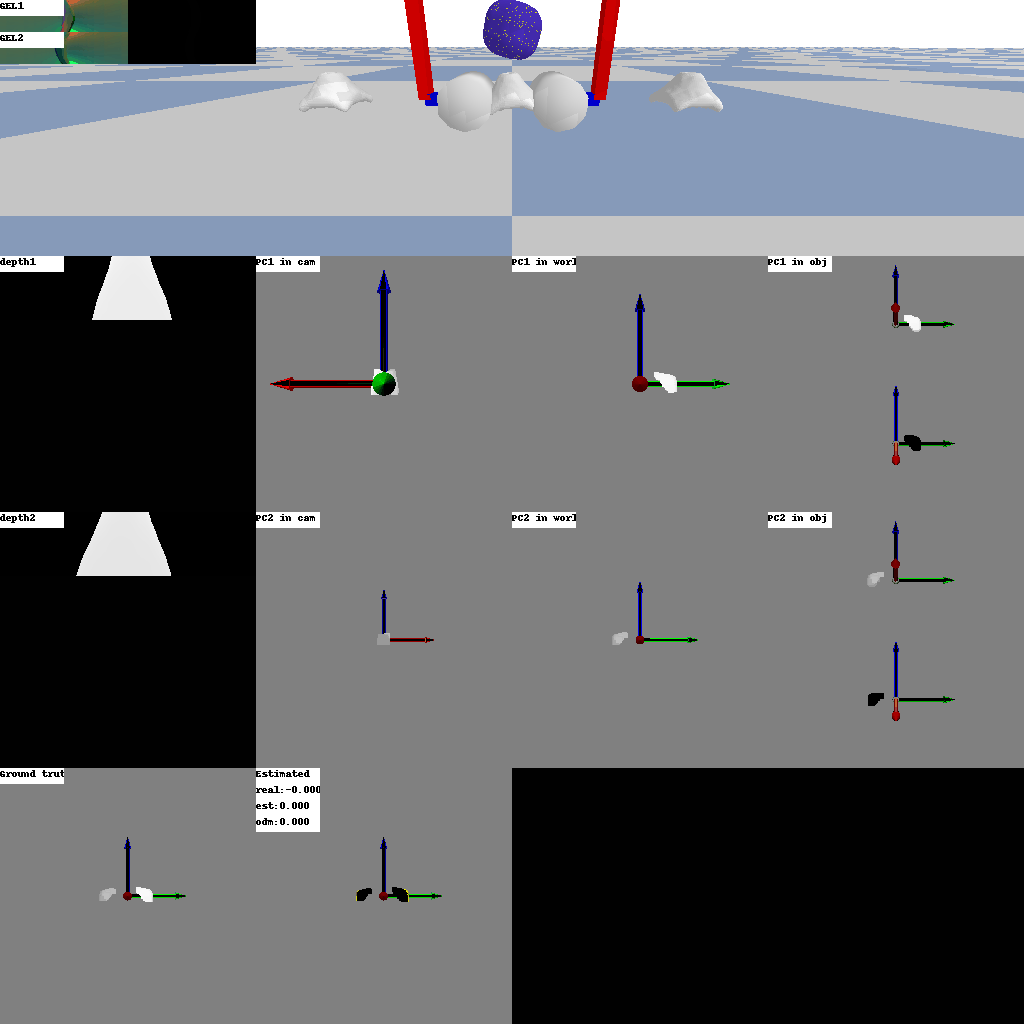 GEL1
GEL2
depth1
PC1 in cam
PC1 in worl
PC1 in obj
depth2
PC2 in cam
PC2 in worl
PC2 in obj
Ground trut
Estimated
real:-0.000
est:0.000
odm:0.000